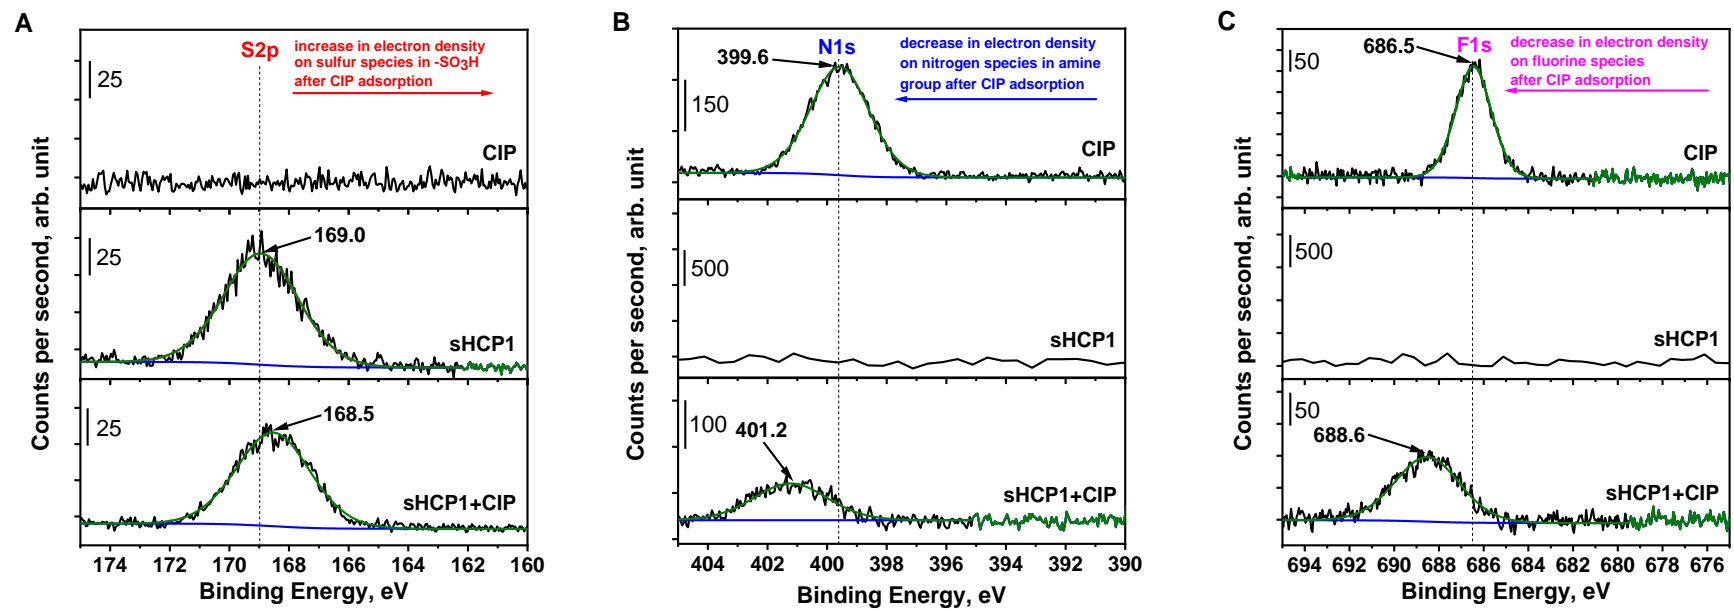 A
Counts per second, arb. unit
25
S2p
increase in electron density
on sulfur species in -SO3H
after CIP adsorption
CIP
25
169.0
sHCP1
25
168.5
sHCP1+CIP
174 172 170 168 166 164 162 160
Binding Energy, eV
B
Counts per second, arb. unit
150
399.6
N1s
decrease in electron density
on nitrogen species in amine
group after CIP adsorption
CIP
500
sHCP1
100
401.2
sHCP1+CIP
404 402 400 398 396 394 392 390
Binding Energy, eV
C
Counts per second, arb. unit
50
686.5
F1s
decrease in electron density
on fluorine species
after CIP adsorption
CIP
500
sHCP1
50
688.6
sHCP1+CIP
694 692 690 688 686 684 682 680 678 676
Binding Energy, eV